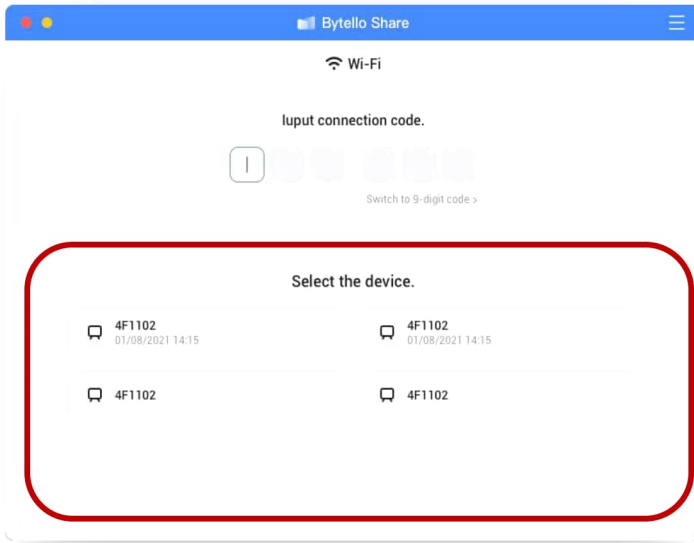 Bytello Share
Wi-Fi
Iuput connection code.
Switch to 9-digit code >
Select the device.
4F1102
01/08/2021 14:15
4F1102
01/08/2021 14:15
4F1102
4F1102